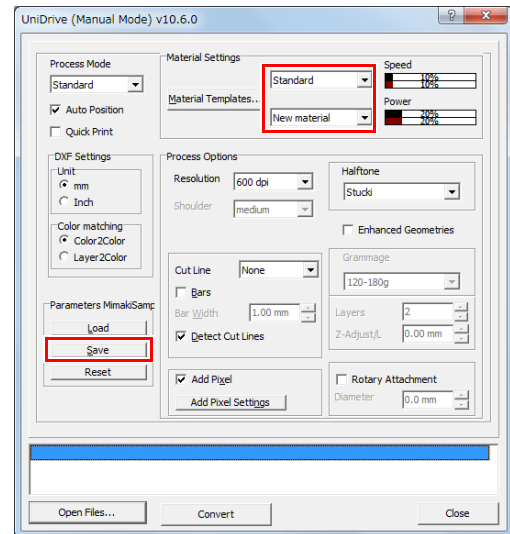 UniDrive (Manual Mode) v10.6.0
Process Mode
Standard
Auto Position
Quick Print
Material Settings
Standard
Material Templates...
New material
Speed
10%
10%
Power
20%
20%
DXF Settings
Unit
mm
Inch
Color matching
Color2Color
Layer2Color
Parameters MimakiSamp
Load
Save
Reset
Process Options
Resolution
600 dpi
Shoulder
medium
Halftone
Stucki
Enhanced Geometries
Cut Line
None
Bars
Bar Width
1.00 mm
Detect Cut Lines
Grammage
120-180g
Layers
2
Z-Adjust/L
0.00 mm
Add Pixel
Add Pixel Settings
Rotary Attachment
Diameter
0.0 mm
Open Files...
Convert
Close